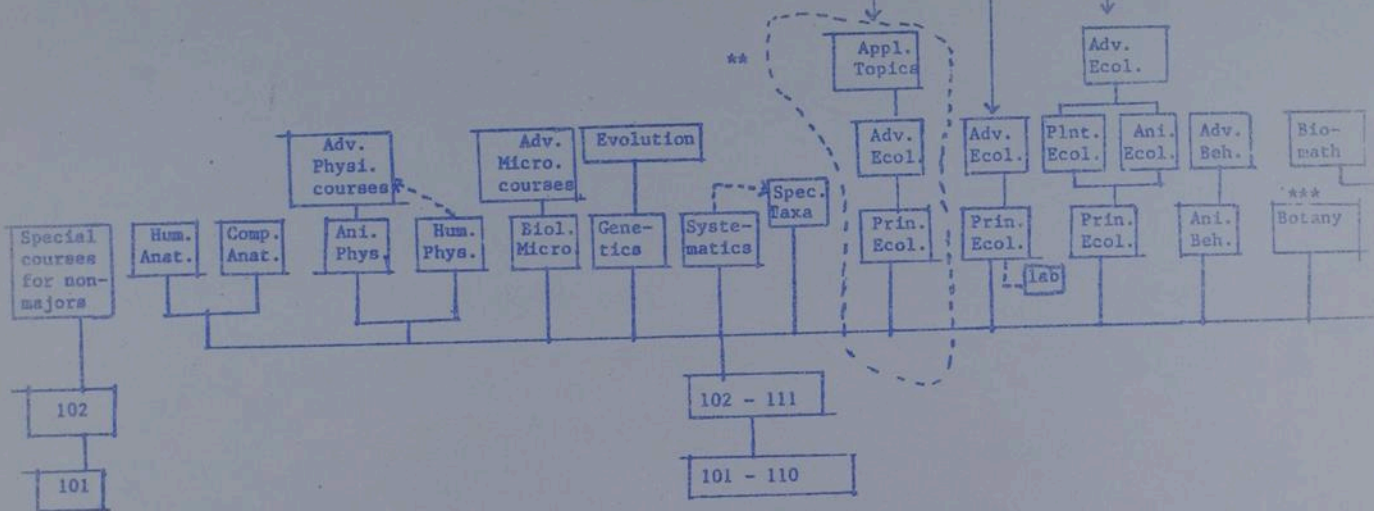 **
Appl.
Topics
Adv.
Ecol.
Adv.
Physi.
courses
Adv.
Micro.
courses
Evolution
Adv.
Ecol.
Adv.
Ecol.
Plnt.
Ecol.
Ani.
Ecol.
Adv.
Beh.
Bio-
math
Special
courses
for non-
majors
Hum.
Anat.
Comp.
Anat.
Ani.
Phys.
Hum.
Phys.
Biol.
Micro
Gene-
tics
Syste-
matics
Spec.
Taxa
Prin.
Ecol.
Prin.
Ecol.
lab
Prin.
Ecol.
Ani.
Beh.
***
Botany
102
102 - 111
101
101 - 110